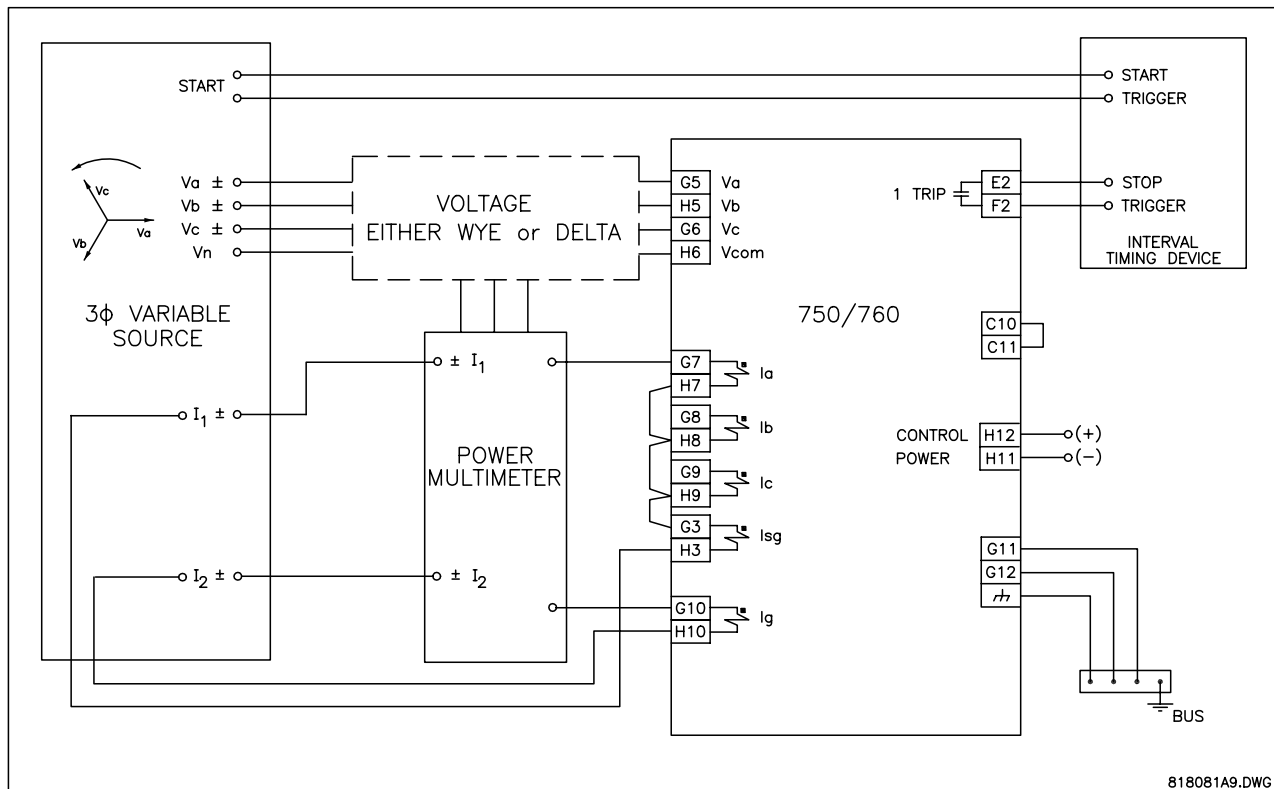 START
START
TRIGGER
Vc
Vb
Va
Va ±
Vb ±
Vc ±
Vn
VOLTAGE
EITHER WYE or DELTA
G5 Va
H5 Vb
G6 Vc
H6 Vcom
1 TRIP
E2
F2
STOP
TRIGGER
INTERVAL
TIMING DEVICE
3ϕ VARIABLE
SOURCE
750/760
C10
C11
± I1
I1 ±
POWER
MULTIMETER
I2 ±
± I2
G7
H7
Ia
G8
H8
Ib
G9
H9
Ic
G3
H3
Isg
G10
H10
Ig
CONTROL
POWER
H12 (+)
H11 (−)
G11
G12
BUS
818081A9.DWG